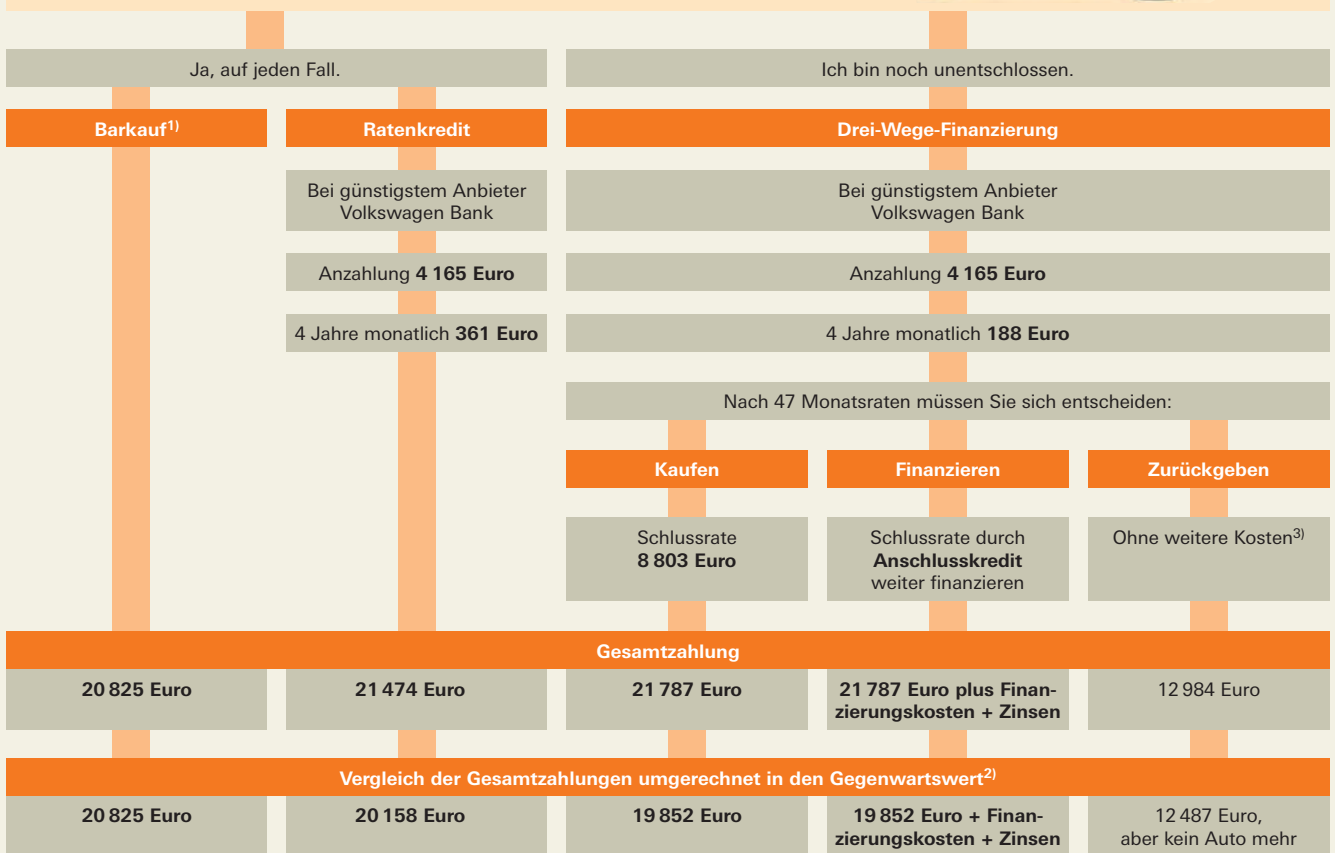 Ja, auf jeden Fall.
Ich bin noch unentschlossen.
Barkauf1)
Ratenkredit
Drei-Wege-Finanzierung
Bei günstigstem Anbieter
Volkswagen Bank
Bei günstigstem Anbieter
Volkswagen Bank
Anzahlung 4 165 Euro
Anzahlung 4 165 Euro
4 Jahre monatlich 361 Euro
4 Jahre monatlich 188 Euro
Nach 47 Monatsraten müssen Sie sich entscheiden:
Kaufen
Finanzieren
Zurückgeben
Schlussrate
8 803 Euro
Schlussrate durch
Anschlusskredit
weiter finanzieren
Ohne weitere Kosten3)
Gesamtzahlung
20 825 Euro
21 474 Euro
21 787 Euro
21 787 Euro plus Finan-
zierungskosten + Zinsen
12 984 Euro
Vergleich der Gesamtzahlungen umgerechnet in den Gegenwartswert2)
20 825 Euro
20 158 Euro
19 852 Euro
19 852 Euro + Finan-
zierungskosten + Zinsen
12 487 Euro,
aber kein Auto mehr